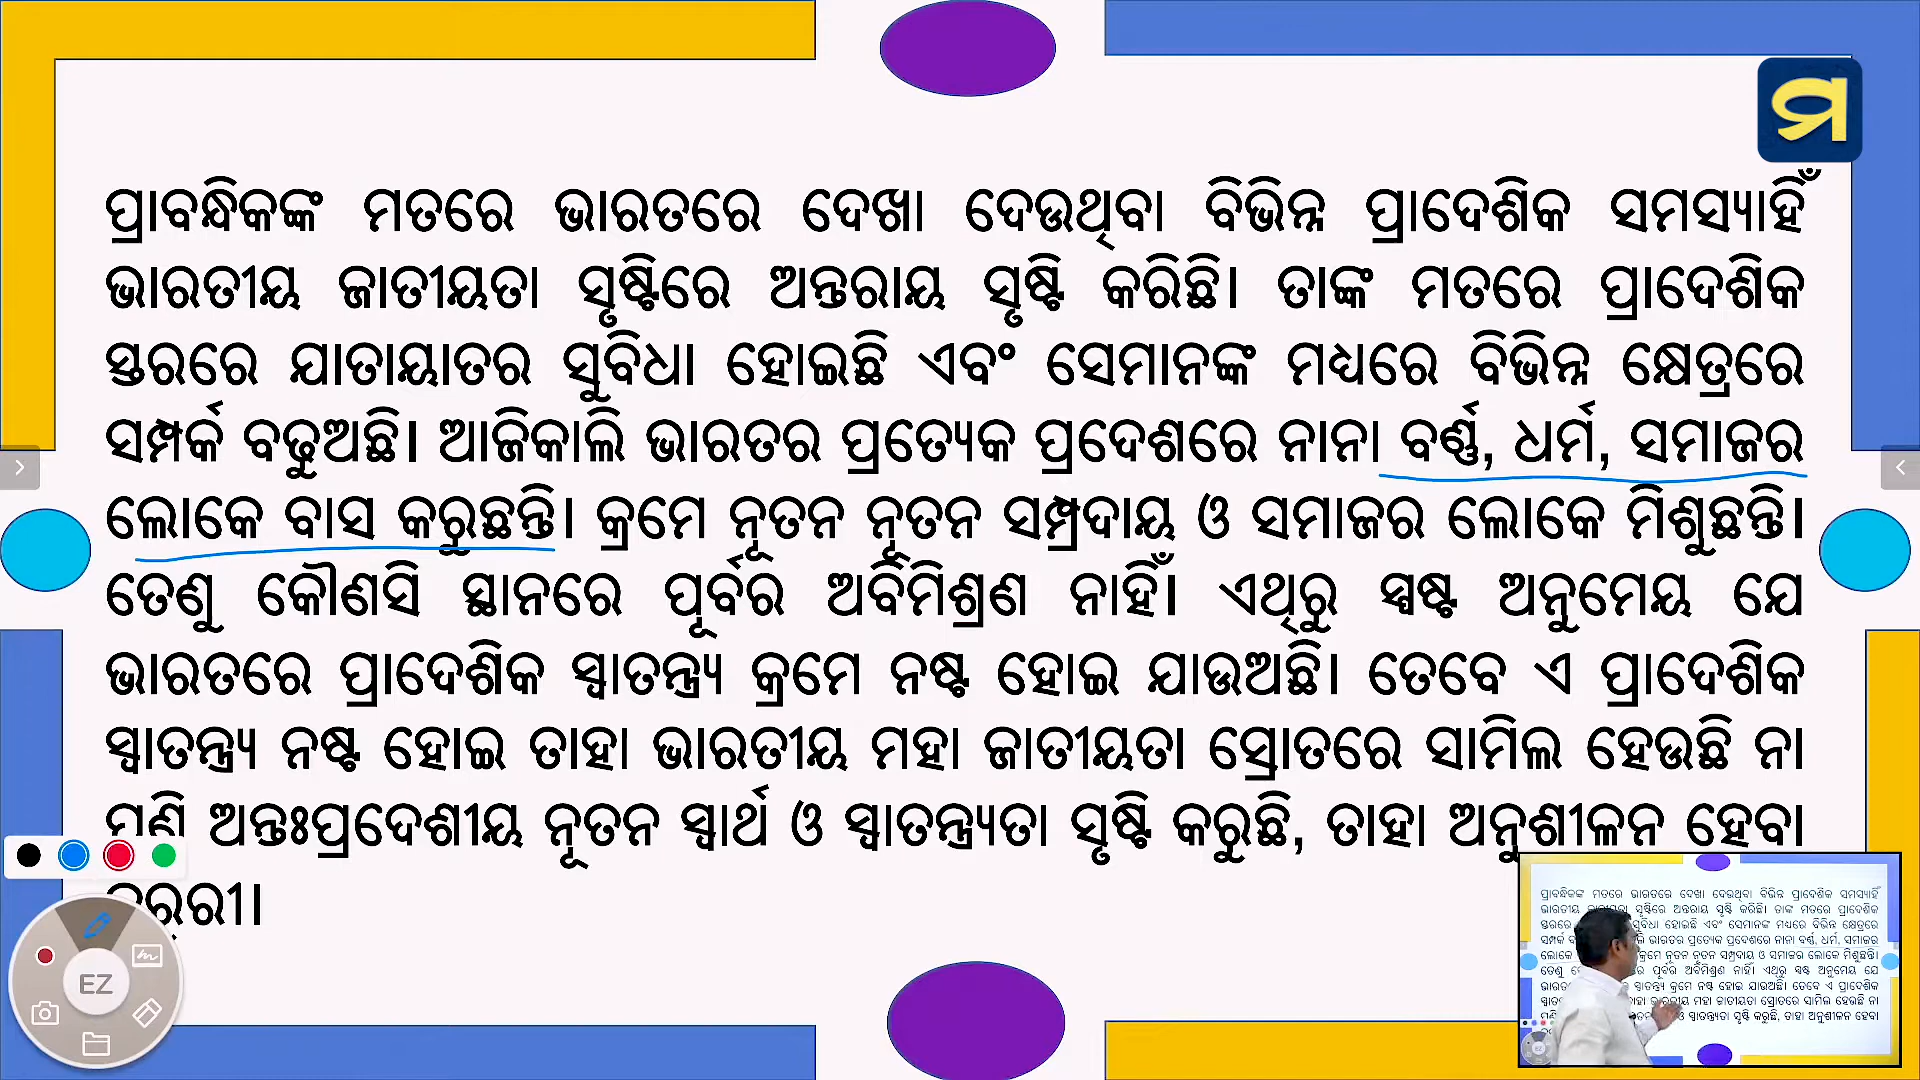 ପ୍ରାବନ୍ଧିକଙ୍କ ମତରେ ଭାରତରେ ଦେଖା ଦେଉଥିବା ବିଭିନ୍ନ ପ୍ରାଦେଶିକ ସମସ୍ୟାହିଁ
ଭାରତୀୟ ଜାତୀୟତା ସୃଷ୍ଟିରେ ଅନ୍ତରାୟ ସୃଷ୍ଟି କରିଛି। ତାଙ୍କ ମତରେ ପ୍ରାଦେଶିକ
ସ୍ତରରେ ଯାତାୟାତର ସୁବିଧା ହୋଇଛି ଏବଂ ସେମାନଙ୍କ ମଧ୍ୟରେ ବିଭିନ୍ନ କ୍ଷେତ୍ରରେ
ସମ୍ପର୍କ ବଢୁଅଛି। ଆଜିକାଲି ଭାରତର ପ୍ରତ୍ୟେକ ପ୍ରଦେଶରେ ନାନା ବର୍ଣ୍ଣ, ଧର୍ମ, ସମାଜର
ଲୋକେ ବାସ କରୁଛନ୍ତି। କ୍ରମେ ନୂତନ ନୂତନ ସମ୍ପ୍ରଦାୟ ଓ ସମାଜର ଲୋକେ ମିଶୁଛନ୍ତି।
ତେଣୁ କୌଣସି ସ୍ଥାନରେ ପୂର୍ବର ଅବିମିଶ୍ରଣ ନାହିଁ। ଏଥିରୁ ସ୍ପଷ୍ଟ ଅନୁମେୟ ଯେ
ଭାରତରେ ପ୍ରାଦେଶିକ ସ୍ୱାତନ୍ତ୍ର୍ୟ କ୍ରମେ ନଷ୍ଟ ହୋଇ ଯାଉଅଛି। ତେବେ ଏ ପ୍ରାଦେଶିକ
ସ୍ୱାତନ୍ତ୍ର୍ୟ ନଷ୍ଟ ହୋଇ ତାହା ଭାରତୀୟ ମହା ଜାତୀୟତା ସ୍ରୋତରେ ସାମିଲ ହେଉଛି ନା
ପୁଣି ଅନ୍ତଃପ୍ରଦେଶୀୟ ନୂତନ ସ୍ୱାର୍ଥ ଓ ସ୍ୱାତନ୍ତ୍ର୍ୟତା ସୃଷ୍ଟି କରୁଛି, ତାହା ଅନୁଶୀଳନ ହେବା
ଜରୁରୀ।
ମ
EZ